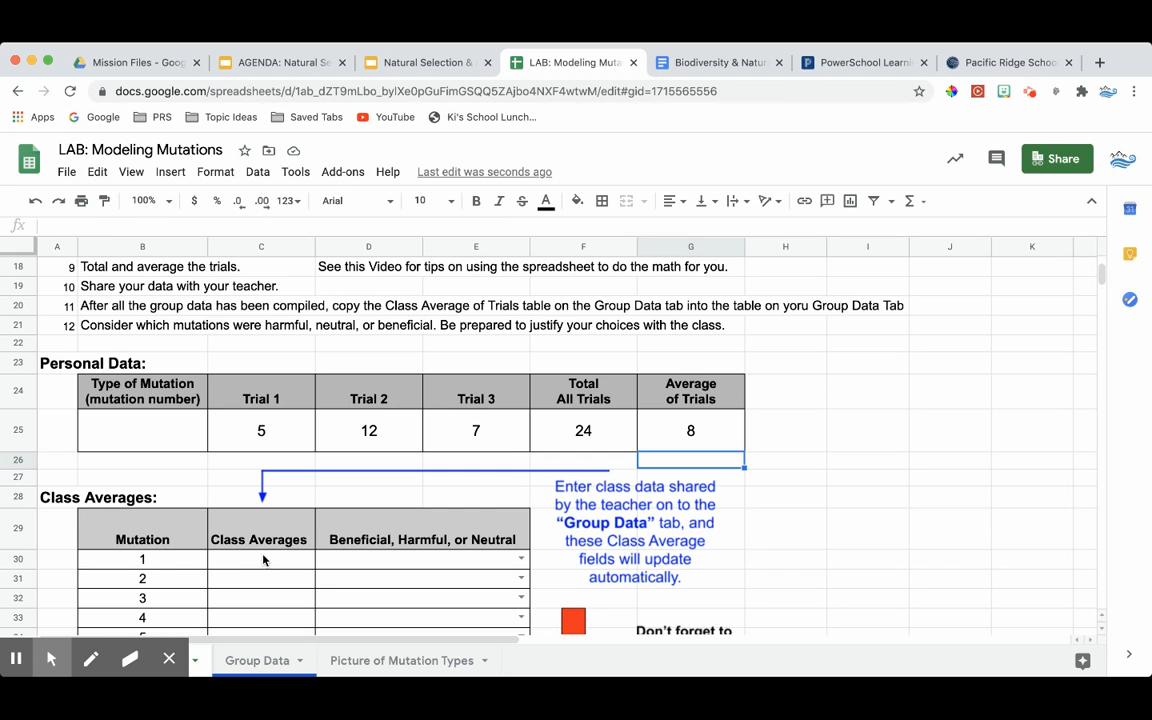 Mission Files - Goog
AGENDA: Natural Se
Natural Selection &
LAB: Modeling Muta
Biodiversity & Natur
PowerSchool Learni
Pacific Ridge Schoo
docs.google.com/spreadsheets/d/1ab_dZT9mLbo_bylXe0pGuFimGSQQ5ZAjbo4NXF4wtwM/edit#gid=1715565556
Apps Google PRS Topic Ideas Saved Tabs YouTube Ki's School Lunch...
LAB: Modeling Mutations
File Edit View Insert Format Data Tools Add-ons Help Last edit was seconds ago
Share
100% $ % .0 .00 123 Arial 10 B I S A
fx
A B C D E F G H I J K
18 9 Total and average the trials. See this Video for tips on using the spreadsheet to do the math for you.
19 10 Share your data with your teacher.
20 11 After all the group data has been compiled, copy the Class Average of Trials table on the Group Data tab into the table on yoru Group Data Tab
21 12 Consider which mutations were harmful, neutral, or beneficial. Be prepared to justify your choices with the class.
22
23 Personal Data:
24 Type of Mutation (mutation number) Trial 1 Trial 2 Trial 3 Total All Trials Average of Trials
25 5 12 7 24 8
26
27
28 Class Averages:
Enter class data shared
by the teacher on to the
“Group Data” tab, and
these Class Average
fields will update
automatically.
29 Mutation Class Averages Beneficial, Harmful, or Neutral
30 1
31 2
32 3
33 4
Don't forget to
Group Data Picture of Mutation Types
31